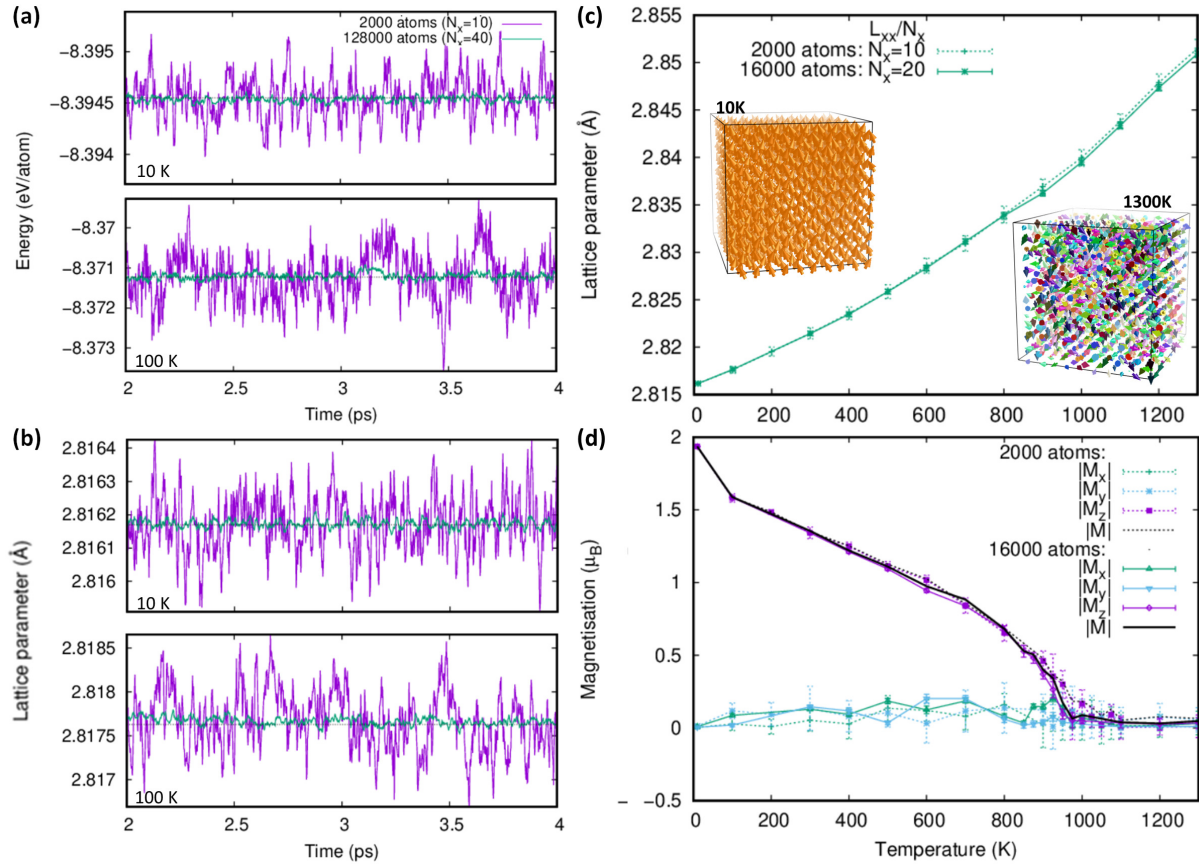 (a)
2000 atoms (Nx=10)
128000 atoms (Nx=40)
Energy (eV/atom)
−8.395
−8.3945
−8.394
10 K
−8.37
−8.371
−8.372
−8.373
100 K
2 2.5 3 3.5 4
Time (ps)
(b)
Lattice parameter (Å)
2.8164
2.8163
2.8162
2.8161
2.816
10 K
2.8185
2.818
2.8175
2.817
100 K
2 2.5 3 3.5 4
Time (ps)
(c)
Lxx/Nx
2000 atoms: Nx=10
16000 atoms: Nx=20
Lattice parameter (Å)
2.855
2.85
2.845
2.84
2.835
2.83
2.825
2.82
2.815
10K
1300K
200 400 600 800 1000 1200
(d)
Magnetisation (μB)
2
1.5
1
0.5
0
−0.5
2000 atoms:
|Mx|
|My|
|Mz|
|M|
16000 atoms:
|Mx|
|My|
|Mz|
|M|
0 200 400 600 800 1000 1200
Temperature (K)